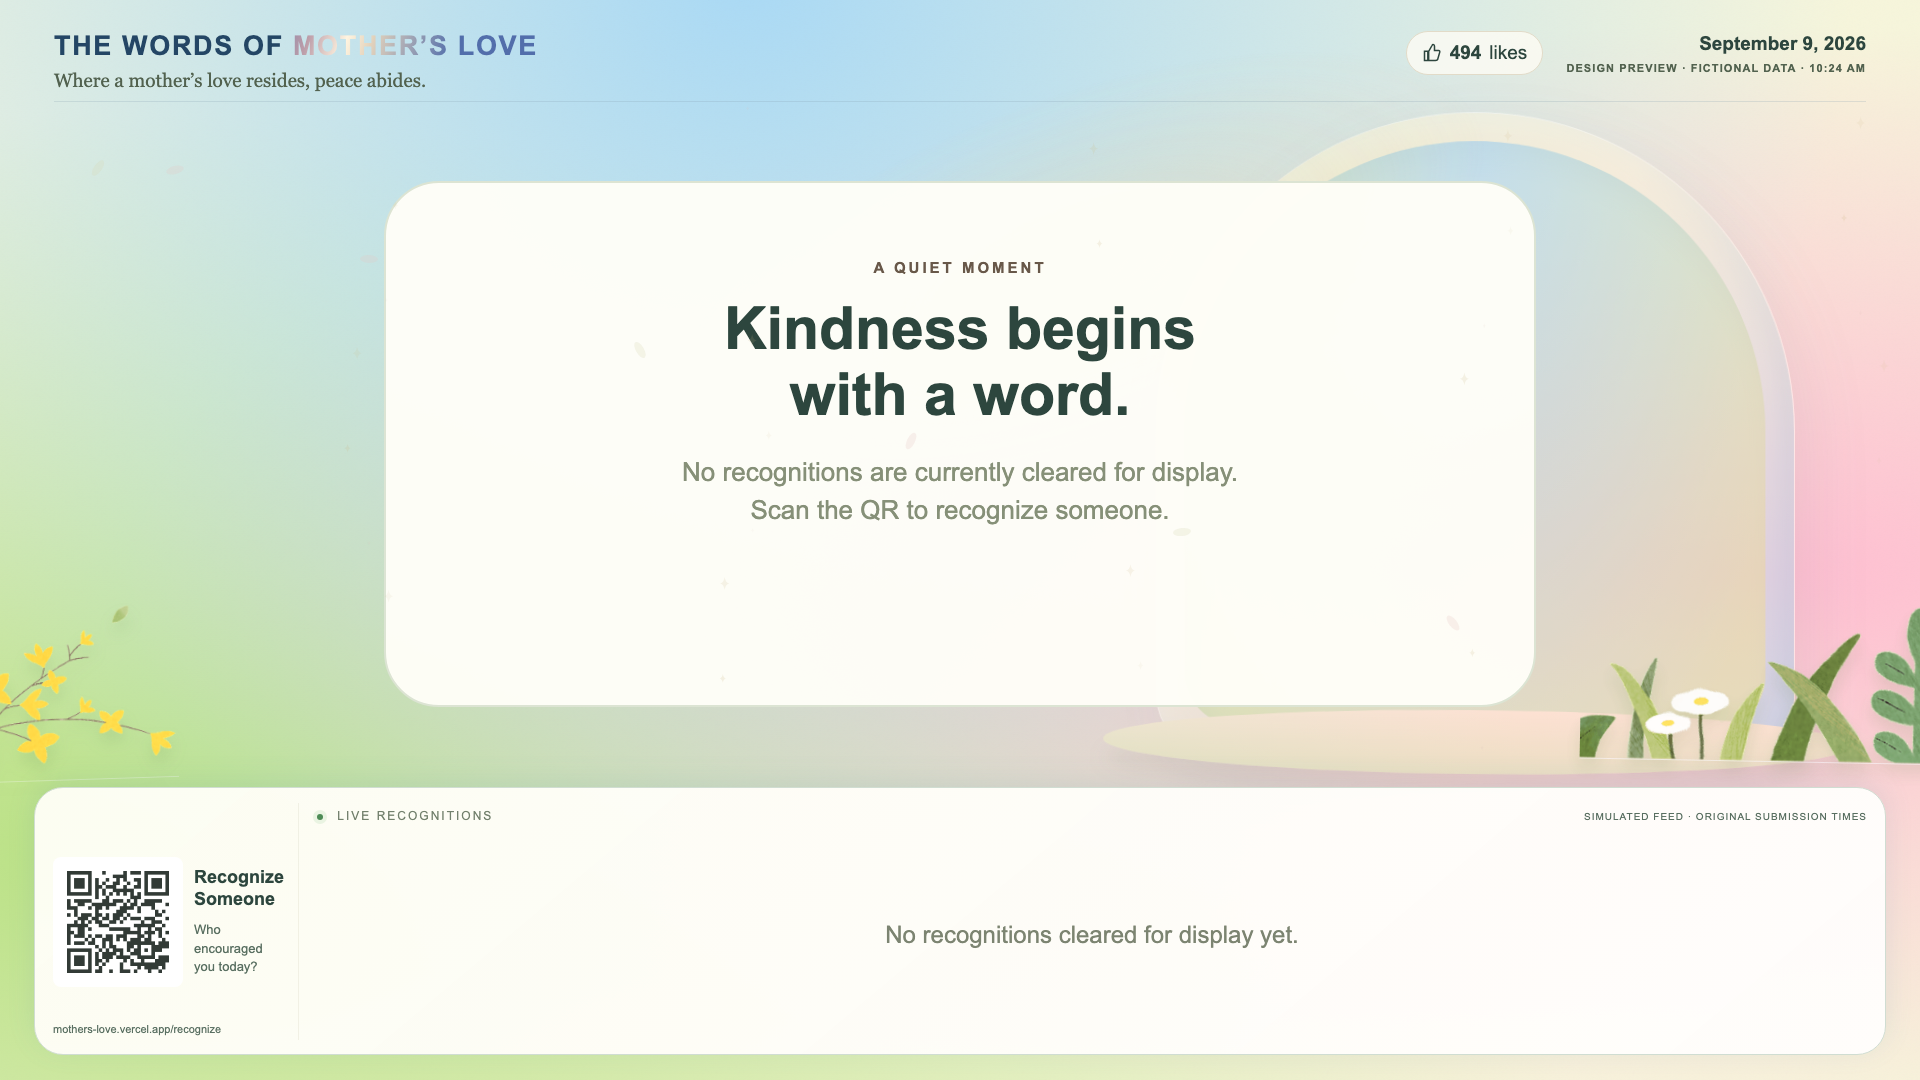 THE WORDS OF MOTHER’S LOVE
Where a mother’s love resides, peace abides.
494 likes
September 9, 2026
DESIGN PREVIEW · FICTIONAL DATA · 10:24 AM
A QUIET MOMENT
Kindness begins
with a word.
No recognitions are currently cleared for display.
Scan the QR to recognize someone.
LIVE RECOGNITIONS
SIMULATED FEED · ORIGINAL SUBMISSION TIMES
Recognize
Someone
Who
encouraged
you today?
mothers-love.vercel.app/recognize
No recognitions cleared for display yet.